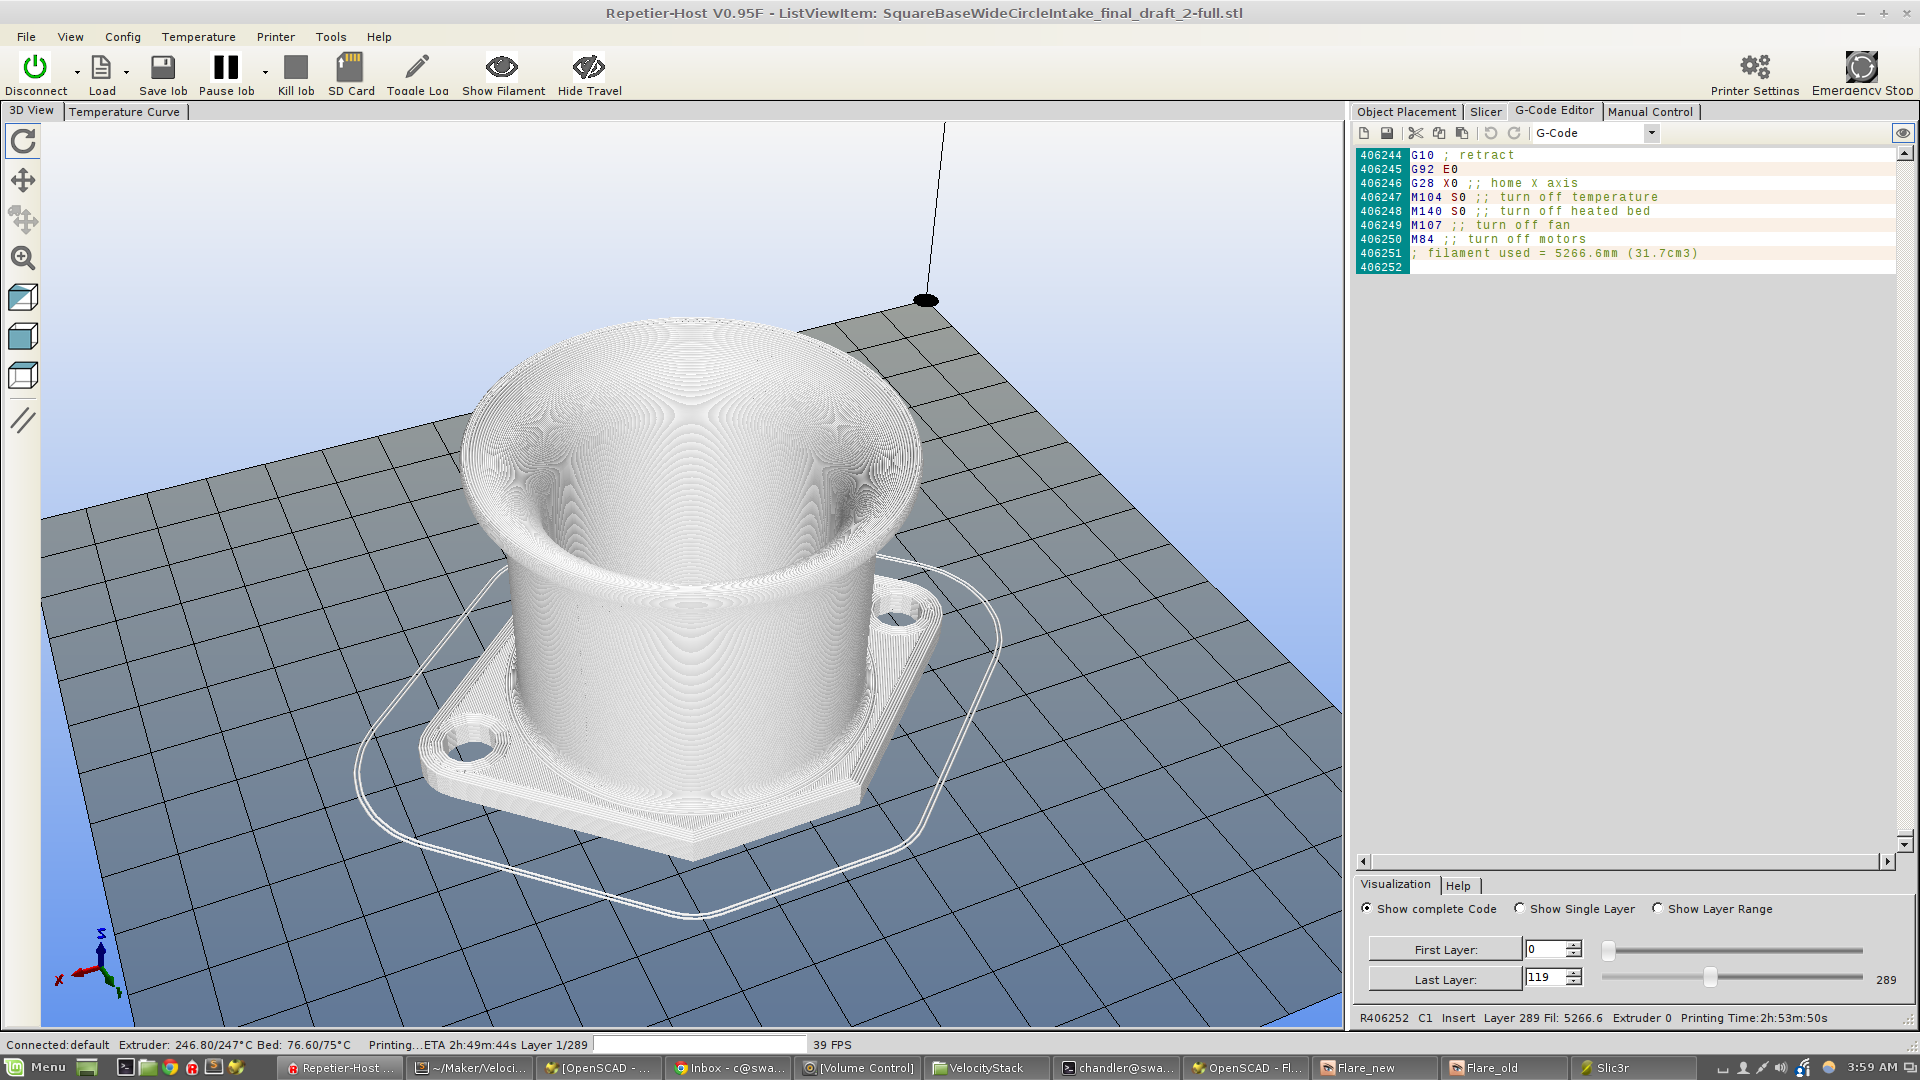 Repetier-Host V0.95F - ListViewItem: SquareBaseWideCircleIntake_final_draft_2-full.stl
File View Config Temperature Printer Tools Help
Disconnect Load Save Job Pause Job Kill Job SD Card Toggle Log Show Filament Hide Travel Printer Settings Emergency Stop
3D View Temperature Curve
Object Placement Slicer G-Code Editor Manual Control
G-Code
406244 G10 ; retract
406245 G92 E0
406246 G28 X0 ;; home X axis
406247 M104 S0 ;; turn off temperature
406248 M140 S0 ;; turn off heated bed
406249 M107 ;; turn off fan
406250 M84 ;; turn off motors
406251 ; filament used = 5266.6mm (31.7cm3)
406252
Z
X
Visualization Help
Show complete Code Show Single Layer Show Layer Range
First Layer: 0
Last Layer: 119 289
R406252 C1 Insert Layer 289 Fil: 5266.6 Extruder 0 Printing Time:2h:53m:50s
Connected:default Extruder: 246.80/247°C Bed: 76.60/75°C Printing...ETA 2h:49m:44s Layer 1/289 39 FPS
Menu Repetier-Host ... ~/Maker/Veloci... [OpenSCAD - ... Inbox - c@swa... [Volume Control] VelocityStack chandler@swa... OpenSCAD - Fl... Flare_new Flare_old Slic3r 3:59 AM